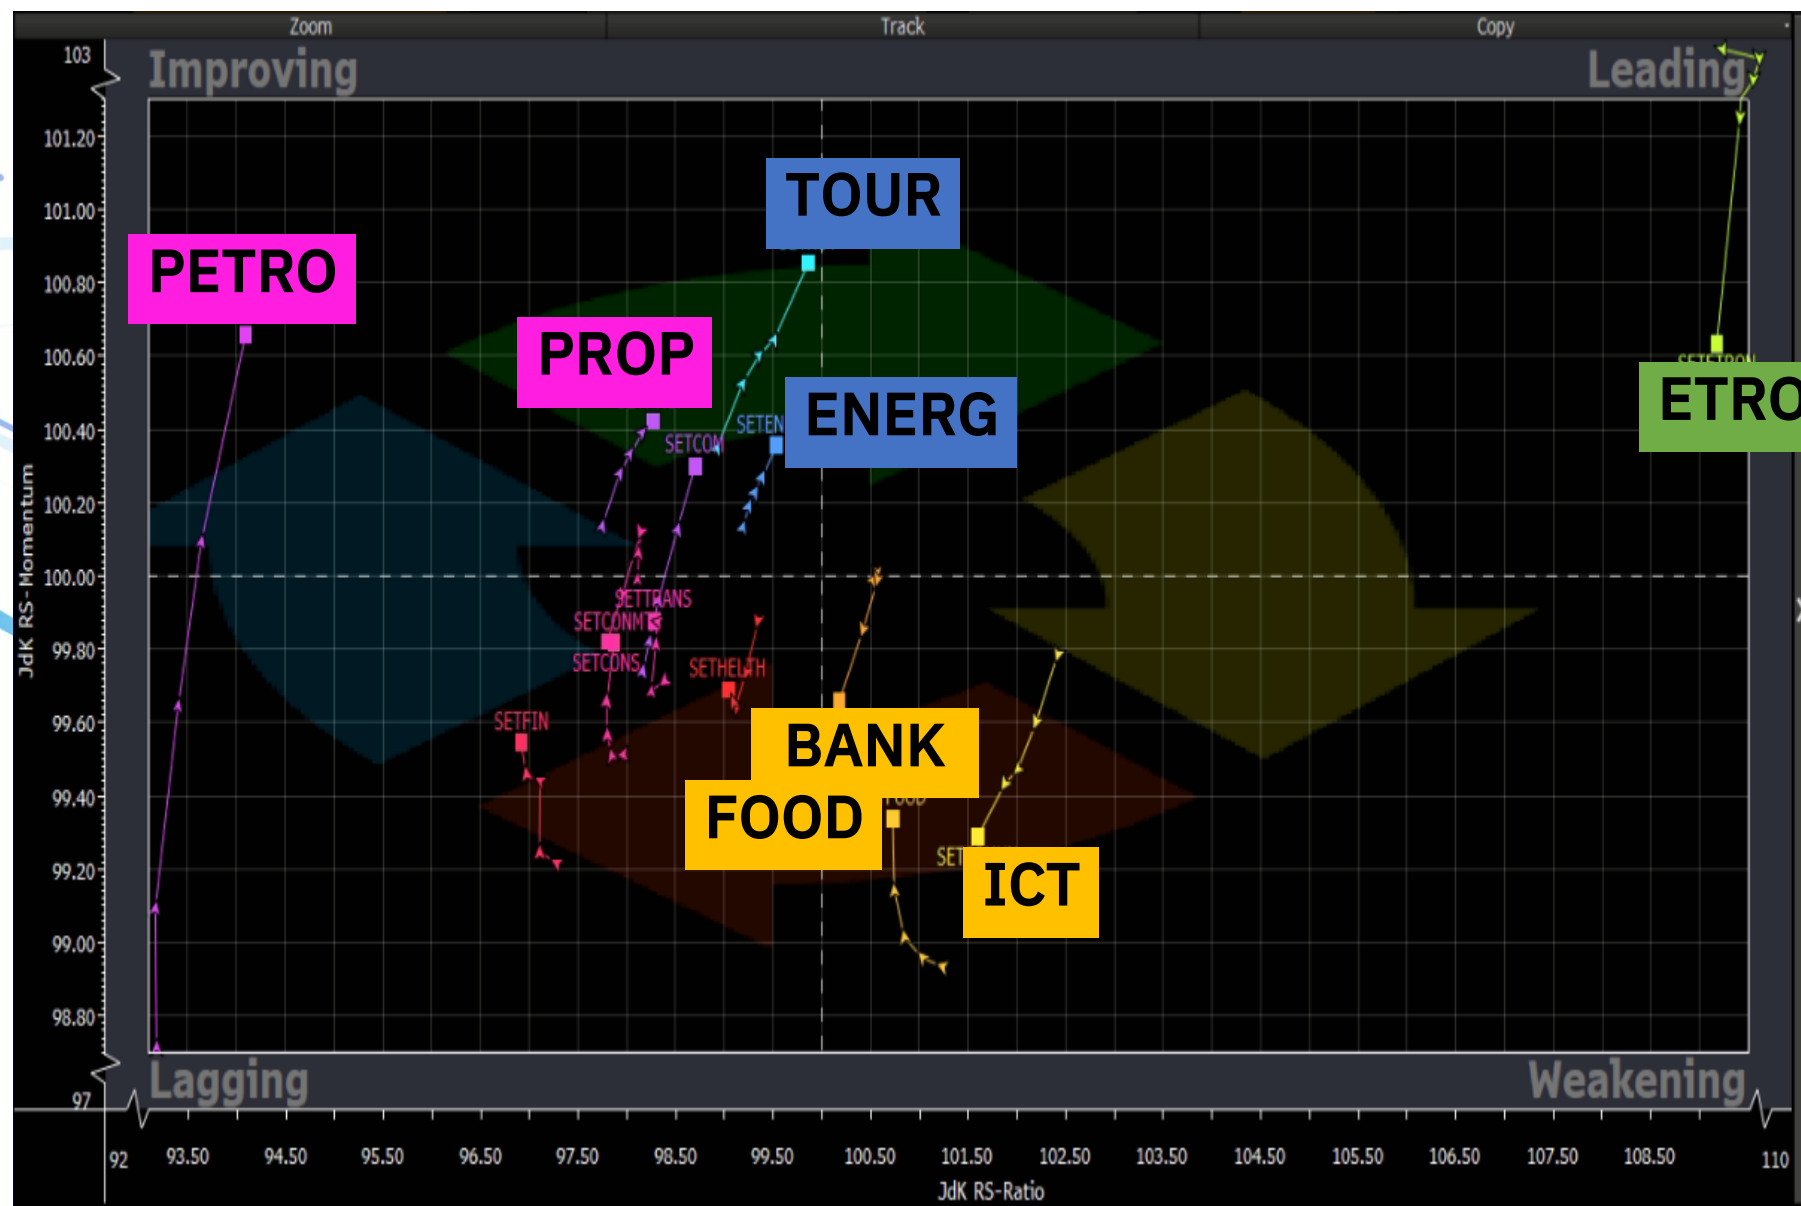 Zoom Track Copy
103
Improving Leading
101.20
101.00
100.80
100.60
100.40
100.20
100.00
99.80
99.60
99.40
99.20
99.00
98.80
97
JdK RS-Momentum
TOUR
PETRO
PROP
ENERG
SETEN
SETCOM
ETRO
SETTRANS
SETCONMT
SETCONS
SETHELTH
SETFIN
BANK
FOOD
FOOD
SET
ICT
Lagging Weakening
92 93.50 94.50 95.50 96.50 97.50 98.50 99.50 100.50 101.50 102.50 103.50 104.50 105.50 106.50 107.50 108.50 110
JdK RS-Ratio